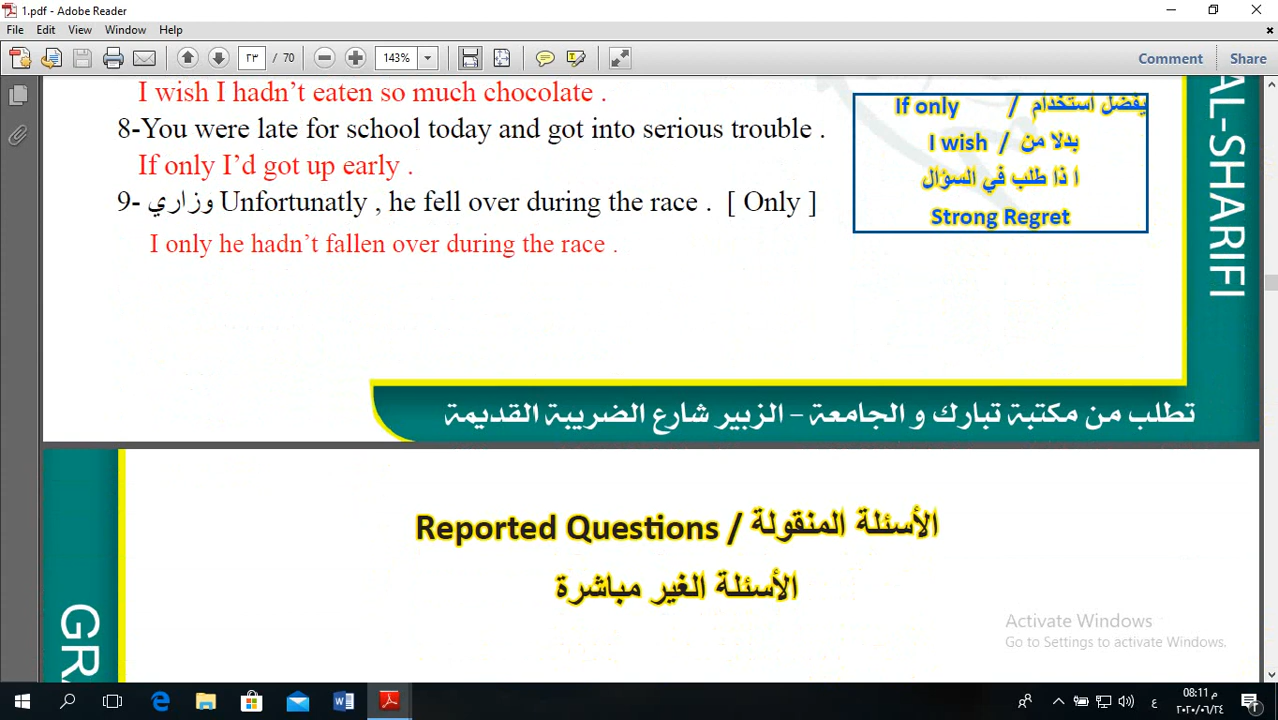 1.pdf - Adobe Reader
File Edit View Window Help
٢٣ / 70
143%
Comment Share
I wish I hadn’t eaten so much chocolate .
8-You were late for school today and got into serious trouble .
If only I’d got up early .
9- وزاري Unfortunatly , he fell over during the race . [ Only ]
I only he hadn’t fallen over during the race .
يفضل استخدام / If only
بدلا من / I wish
ا ذا طلب في السؤال
Strong Regret
AL-SHARIFI
تطلب من مكتبة تبارك و الجامعة – الزبير شارع الضريبة القديمة
Reported Questions / الأسئلة المنقولة
الأسئلة الغير مباشرة
GR
Activate Windows
Go to Settings to activate Windows.
ع
08:11 م
٢٠٢٠/٠٦/٢٤